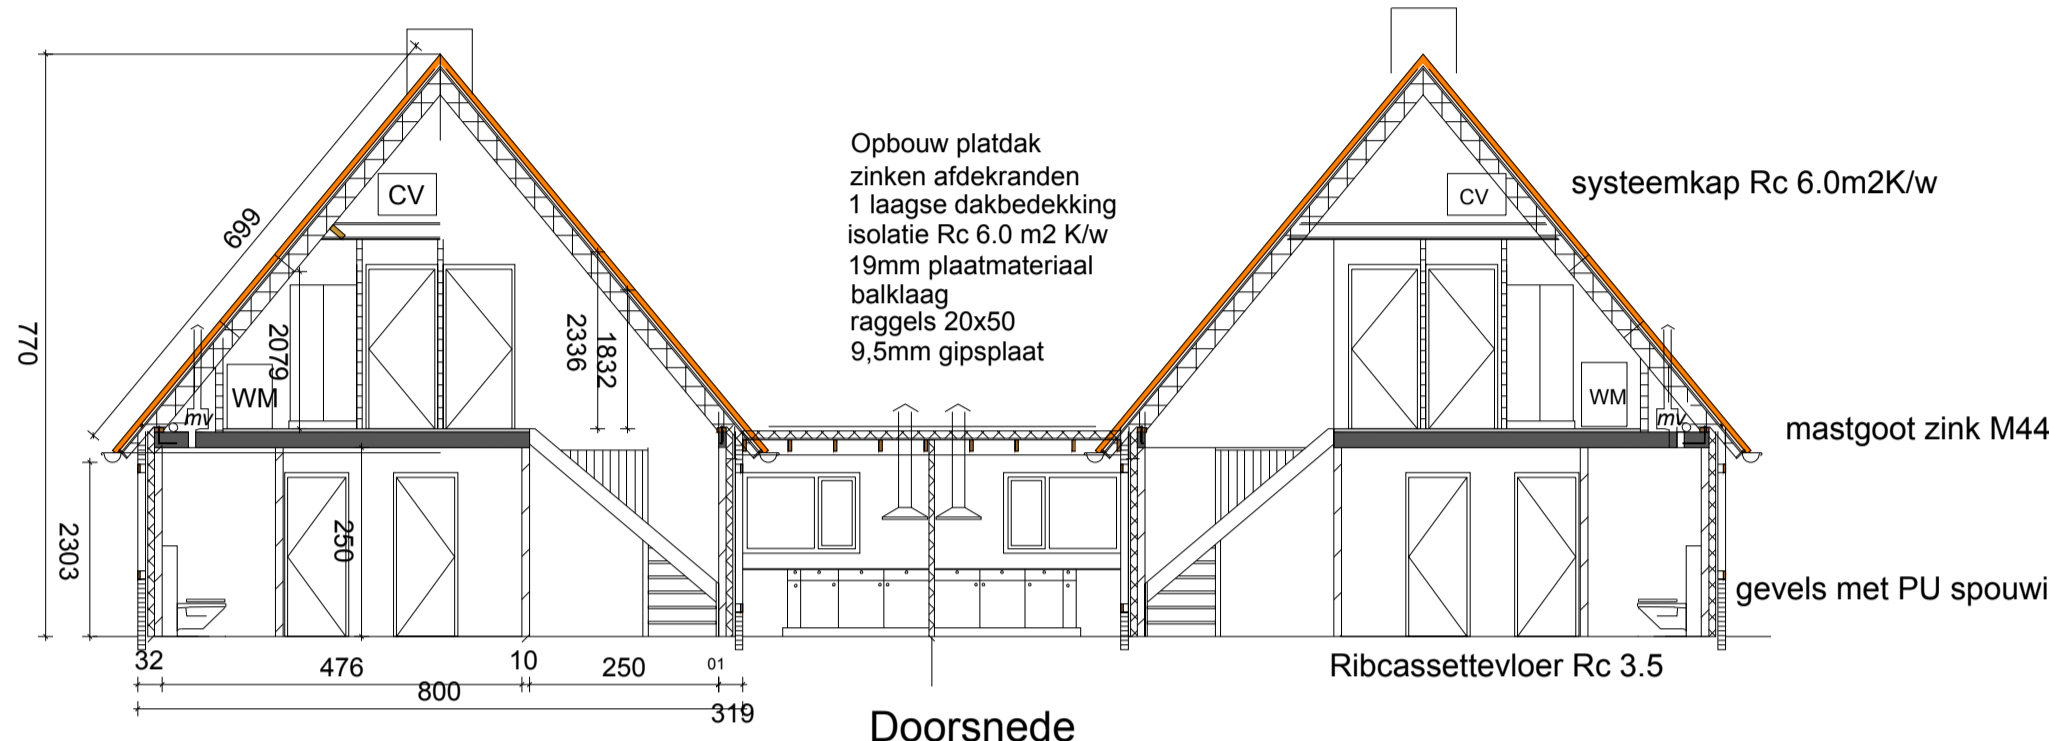 Opbouw platdak
zinken afdekranden
1 laagse dakbedekking
isolatie Rc 6.0 m2 K/w
19mm plaatmateriaal
balklaag
raggels 20x50
9,5mm gipsplaat
systeemkap Rc 6.0m2K/w
CV
CV
699
770
2079
2336
1832
WM
mv
WM
mv
mastgoot zink M44
2303
250
gevels met PU spouwi
32
476
10
250
01
800
319
Ribcassettevloer Rc 3.5
Doorsnede